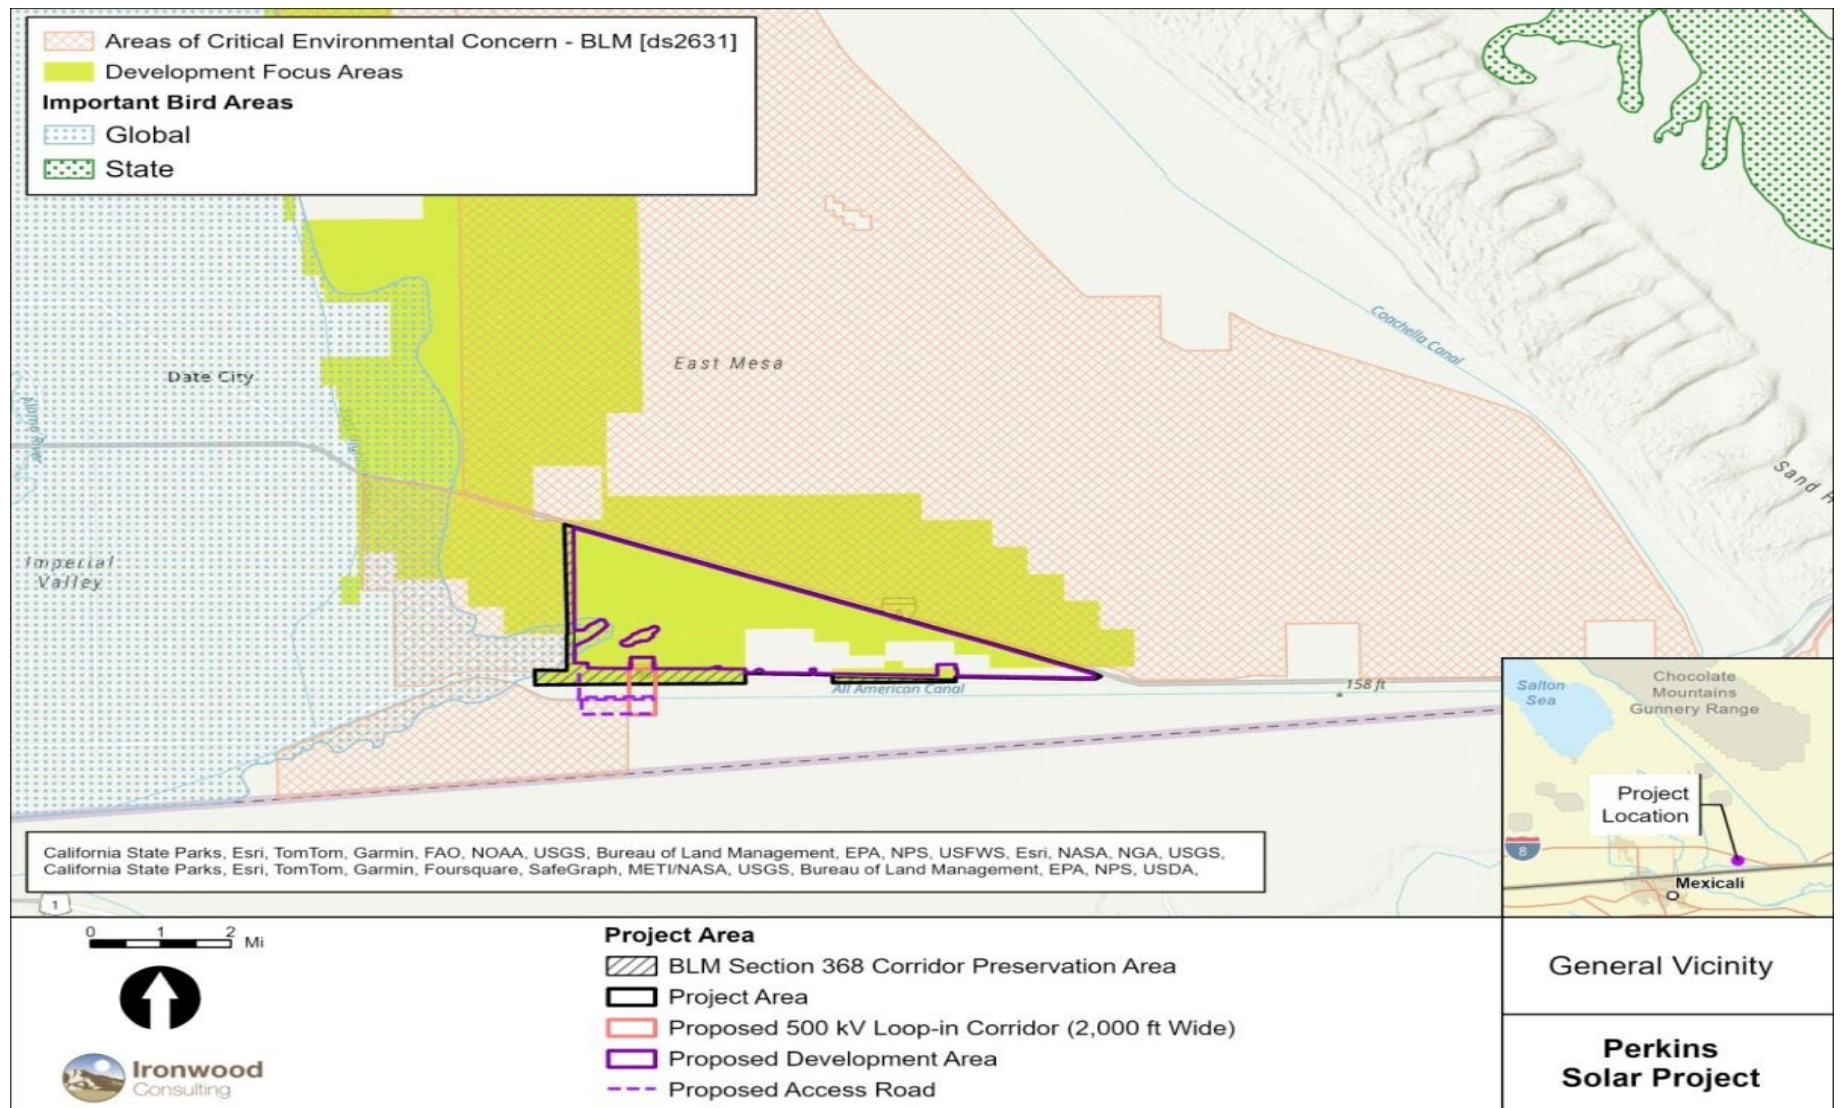 Areas of Critical Environmental Concern - BLM [ds2631]
Development Focus Areas
Important Bird Areas
Global
State
Coachella Canal
East Mesa
Date City
Alamo River
Sand H
Imperial
Valley
8
All American Canal
158 ft
Salton
Sea
Chocolate
Mountains
Gunnery Range
Project
Location
8
Mexicali
California State Parks, Esri, TomTom, Garmin, FAO, NOAA, USGS, Bureau of Land Management, EPA, NPS, USFWS, Esri, NASA, NGA, USGS,
California State Parks, Esri, TomTom, Garmin, Foursquare, SafeGraph, METI/NASA, USGS, Bureau of Land Management, EPA, NPS, USDA,
1
0 1 2 Mi
Ironwood
Consulting
Project Area
BLM Section 368 Corridor Preservation Area
Project Area
Proposed 500 kV Loop-in Corridor (2,000 ft Wide)
Proposed Development Area
Proposed Access Road
General Vicinity
Perkins
Solar Project